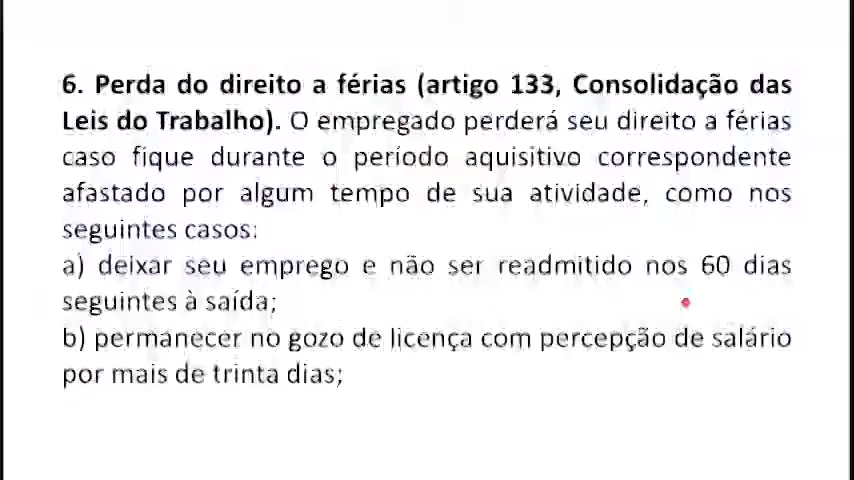 6. Perda do direito a férias (artigo 133, Consolidação das
Leis do Trabalho). O empregado perderá seu direito a férias
caso fique durante o período aquisitivo correspondente
afastado por algum tempo de sua atividade, como nos
seguintes casos:
a) deixar seu emprego e não ser readmitido nos 60 dias
seguintes à saída;
b) permanecer no gozo de licença com percepção de salário
por mais de trinta dias;